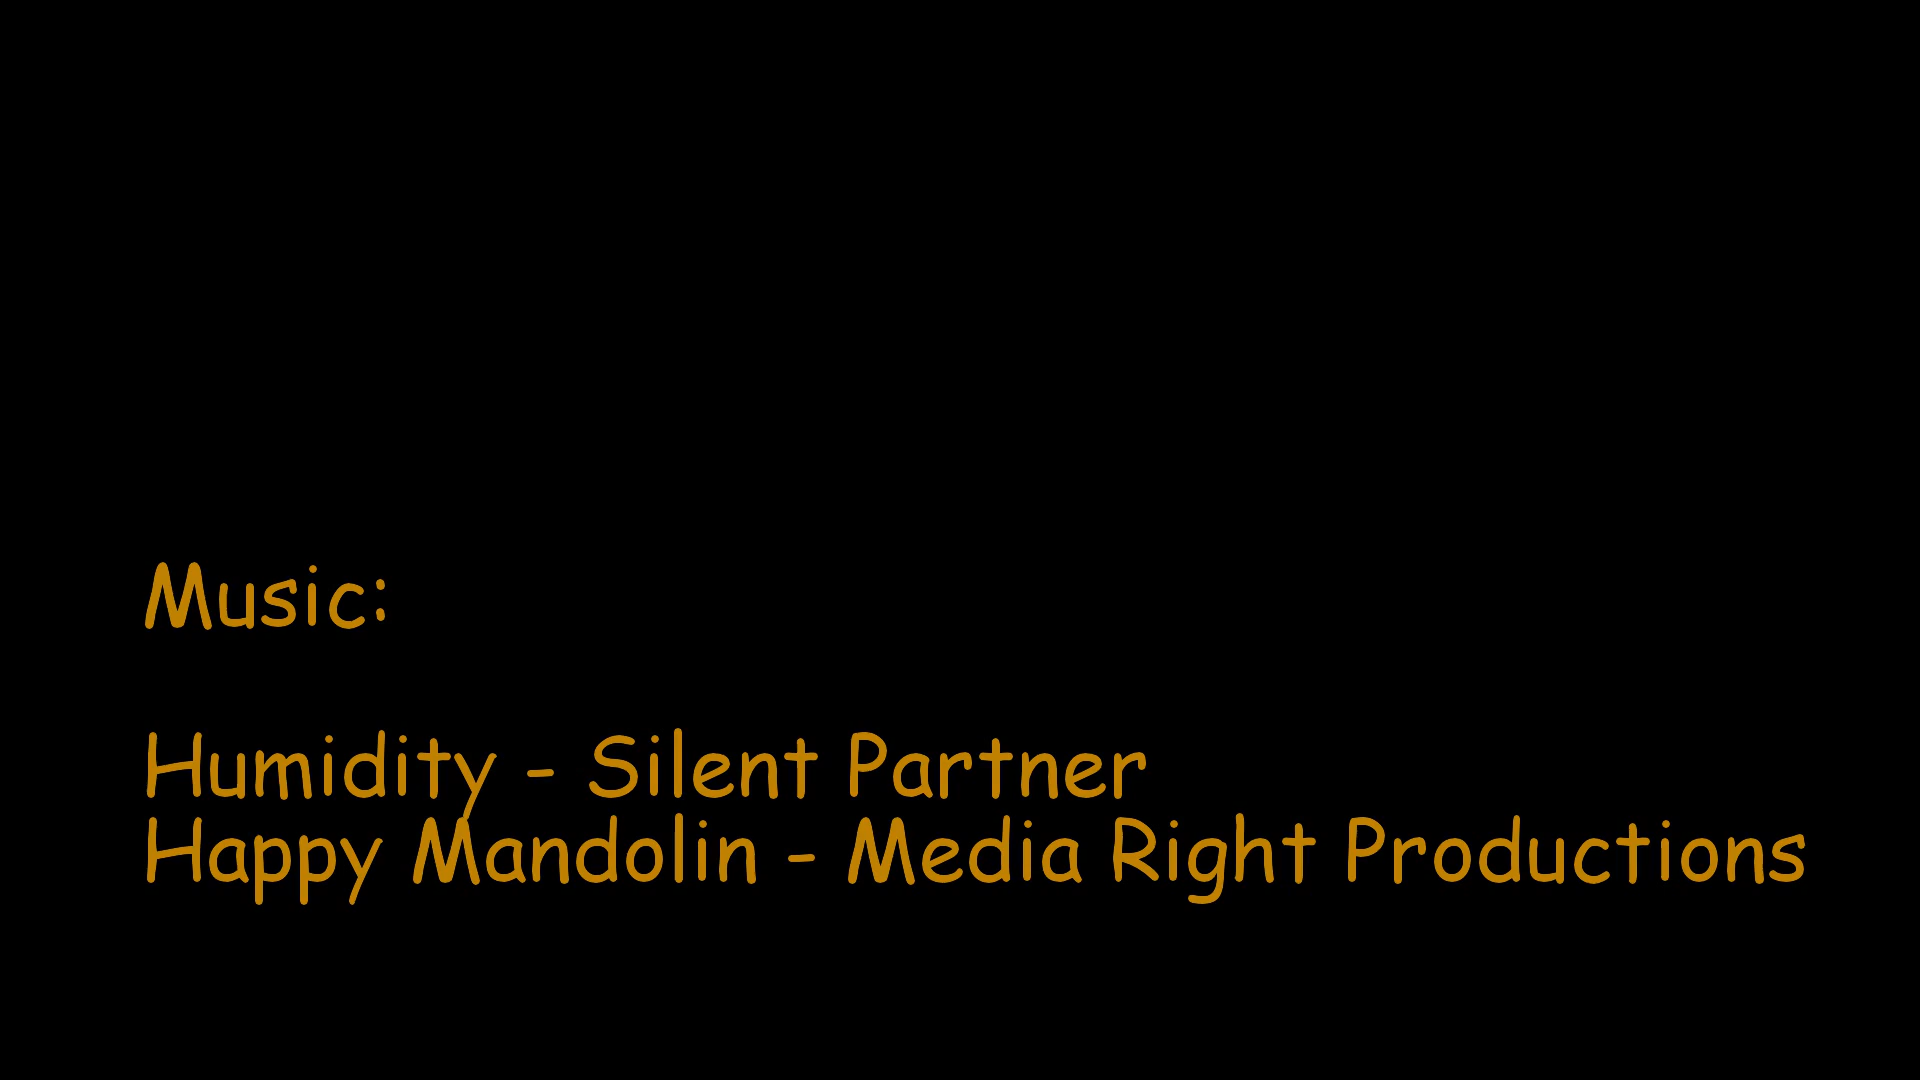 Music:
Humidity - Silent Partner
Happy Mandolin - Media Right Productions